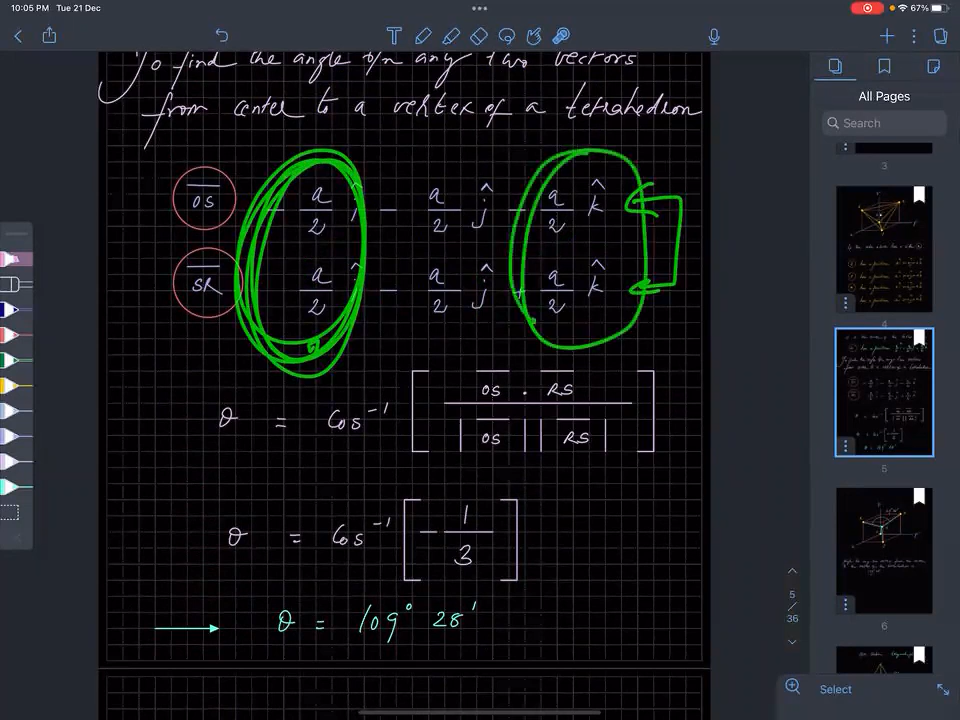 10:05 PM Tue 21 Dec
67%
To find the angle b/n any two vectors
from center to a vertex of a tetrahedron
All Pages
Search
3
OS - a/2 î - a/2 ĵ - a/2 k̂
SR a/2 î - a/2 ĵ + a/2 k̂
θ = Cos⁻¹ [ OS . RS / |OS| |RS| ]
θ = Cos⁻¹ [ - 1/3 ]
θ = 109° 28'
4
5
6
5
/
36
Select